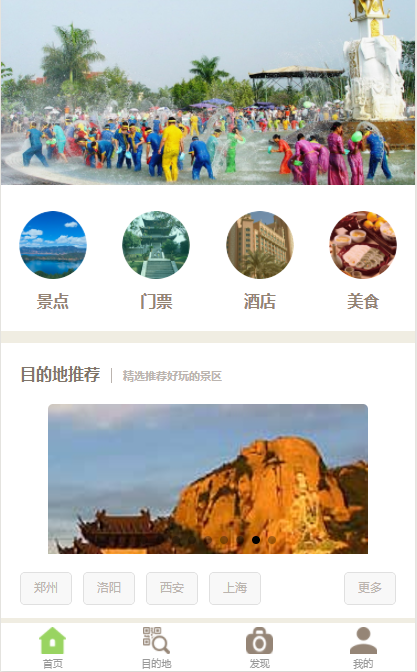 景点 门票 酒店 美食
目的地推荐 | 精选推荐好玩的景区
郑州 洛阳 西安 上海 更多
首页 目的地 发现 我的